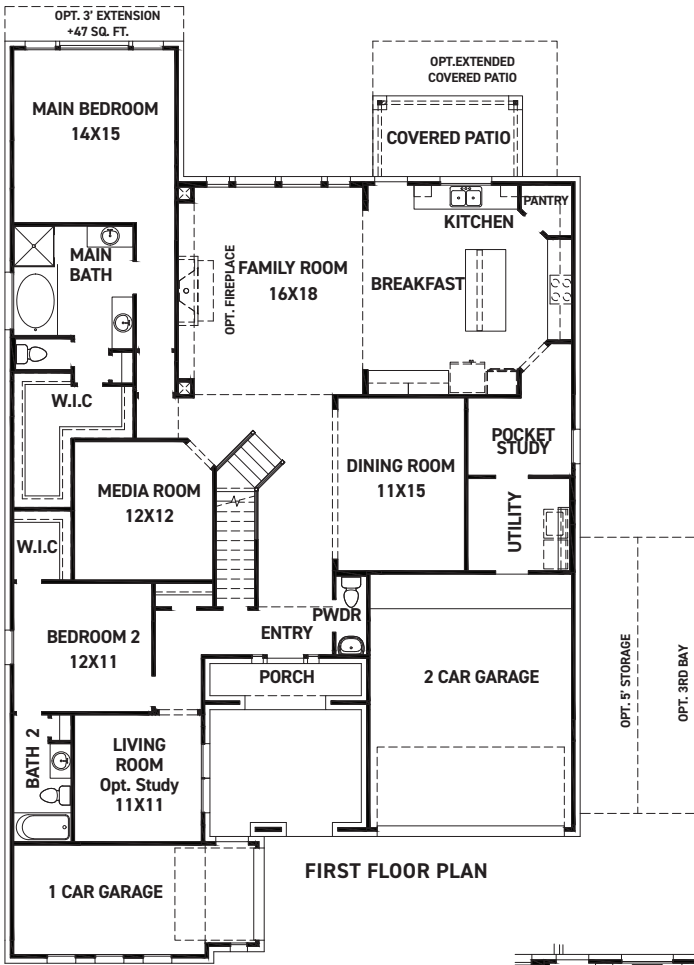 OPT. 3' EXTENSION
+47 SQ. FT.
MAIN BEDROOM
14X15
OPT.EXTENDED
COVERED PATIO
COVERED PATIO
PANTRY
KITCHEN
MAIN
BATH
OPT. FIREPLACE
FAMILY ROOM
16X18
BREAKFAST
W.I.C
POCKET
STUDY
DINING ROOM
11X15
MEDIA ROOM
12X12
UTILITY
W.I.C
PWDR
ENTRY
BEDROOM 2
12X11
PORCH
2 CAR GARAGE
OPT. 5' STORAGE
OPT. 3RD BAY
BATH 2
LIVING
ROOM
Opt. Study
11X11
FIRST FLOOR PLAN
1 CAR GARAGE